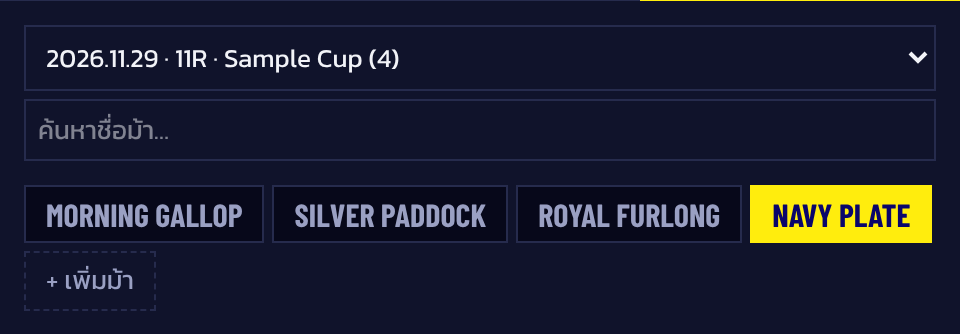 2026.11.29 · 11R · Sample Cup (4)
ค้นหาชื่อม้า...
MORNING GALLOP SILVER PADDOCK ROYAL FURLONG NAVY PLATE
+ เพิ่มม้า